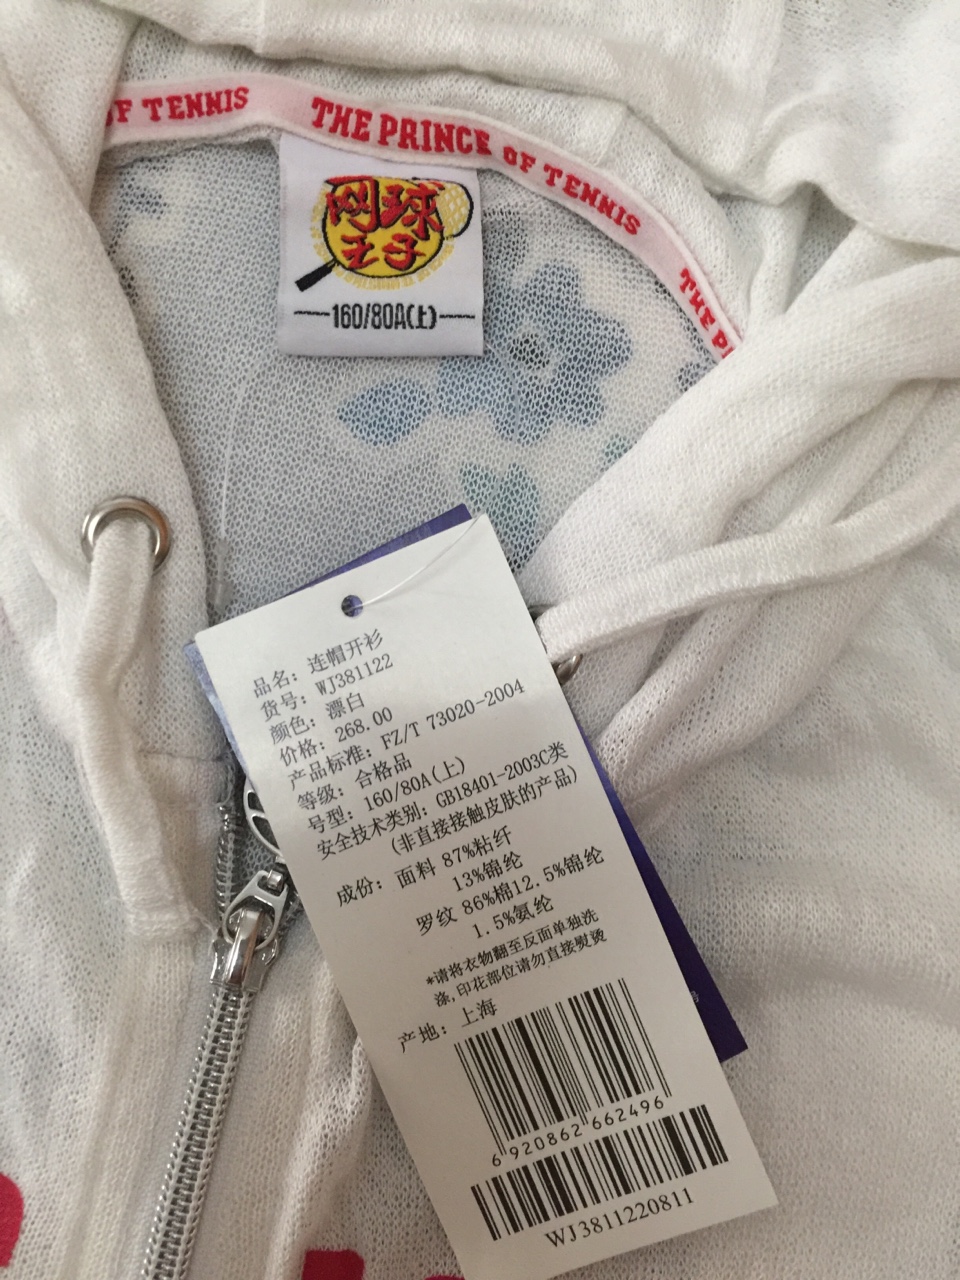 OF TENNIS THE PRINCE OF TENNIS THE PR
网球
王子
160/80A(上)
品名: 连帽开衫
货号: WJ381122
颜色: 漂白
价格: 268.00
产品标准: FZ/T 73020-2004
等级: 合格品
号型: 160/80A(上)
安全技术类别: GB18401-2003C类
(非直接接触皮肤的产品)
成份: 面料 87%粘纤
13%锦纶
罗纹 86%棉12.5%锦纶
1.5%氨纶
*请将衣物翻至反面单独洗
涤,印花部位请勿直接熨烫
产地: 上海
6 920862 662496
WJ3811220811